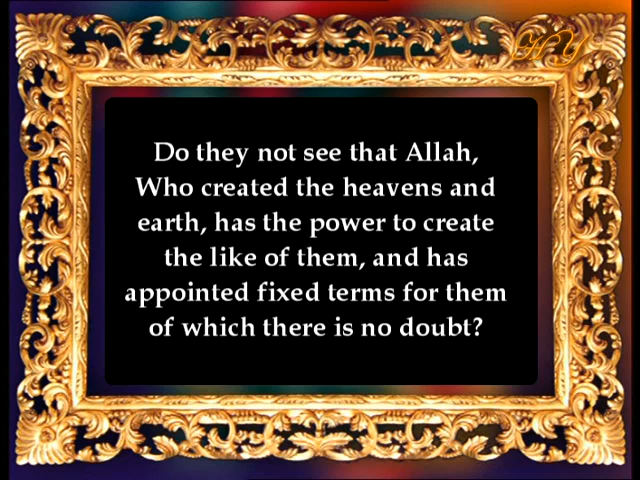 HY
Do they not see that Allah,
Who created the heavens and
earth, has the power to create
the like of them, and has
appointed fixed terms for them
of which there is no doubt?